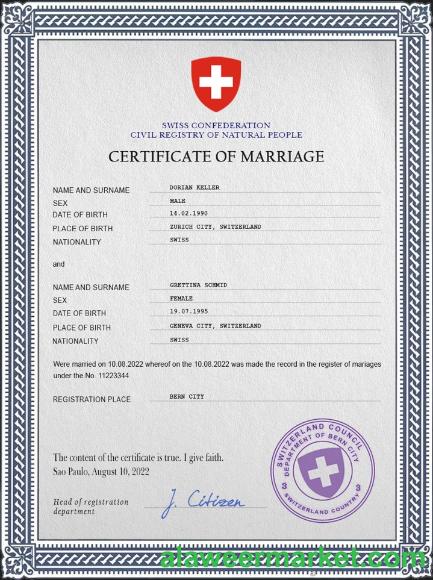 SWISS CONFEDERATION
CIVIL REGISTRY OF NATURAL PEOPLE
CERTIFICATE OF MARRIAGE
NAME AND SURNAME DORIAN KELLER
SEX MALE
DATE OF BIRTH 14.02.1990
PLACE OF BIRTH ZURICH CITY, SWITZERLAND
NATIONALITY SWISS
and
NAME AND SURNAME GRETTINA SCHMID
SEX FEMALE
DATE OF BIRTH 19.07.1995
PLACE OF BIRTH GENEVA CITY, SWITZERLAND
NATIONALITY SWISS
Were married on 10.08.2022 whereof on the 10.08.2022 was made the record in the register of mariages
under the No. 11223344
REGISTRATION PLACE BERN CITY
SWITZERLAND COUNCIL
DEPARTMENT OF BERN CITY
3 3
SWITZERLAND COUNTRY
The content of the certificate is true. I give faith.
Sao Paulo, August 10, 2022
Head of registration
department
J. Citizen
alaweermarket.com